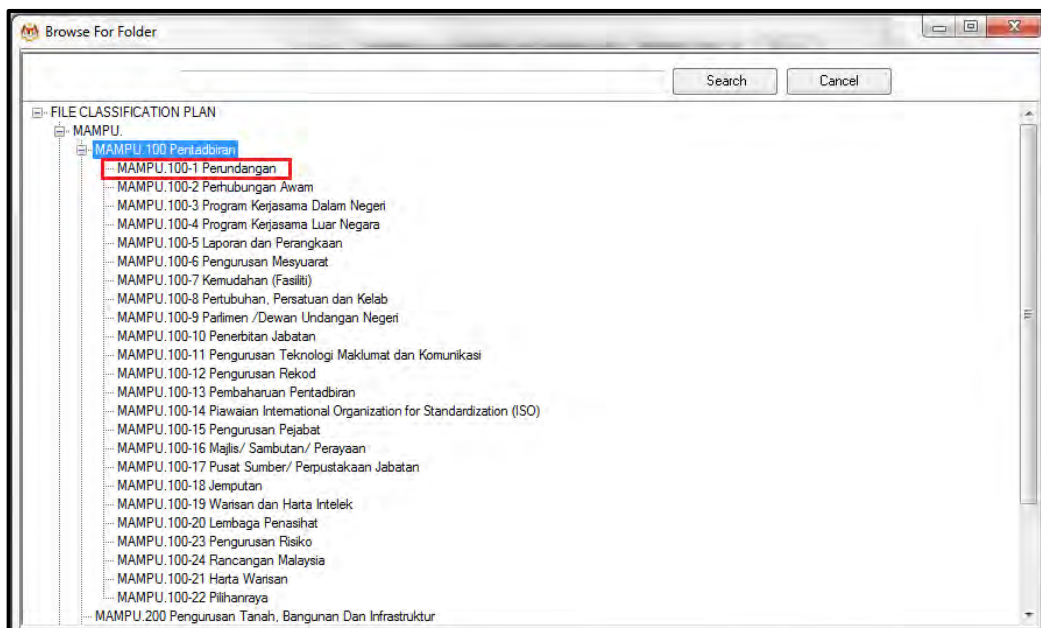 Browse For Folder
Search Cancel
FILE CLASSIFICATION PLAN
MAMPU.
MAMPU.100 Pentadbiran
MAMPU.100-1 Perundangan
MAMPU.100-2 Perhubungan Awam
MAMPU.100-3 Program Kerjasama Dalam Negeri
MAMPU.100-4 Program Kerjasama Luar Negara
MAMPU.100-5 Laporan dan Perangkaan
MAMPU.100-6 Pengurusan Mesyuarat
MAMPU.100-7 Kemudahan (Fasiliti)
MAMPU.100-8 Pertubuhan, Persatuan dan Kelab
MAMPU.100-9 Parlimen /Dewan Undangan Negeri
MAMPU.100-10 Penerbitan Jabatan
MAMPU.100-11 Pengurusan Teknologi Maklumat dan Komunikasi
MAMPU.100-12 Pengurusan Rekod
MAMPU.100-13 Pembaharuan Pentadbiran
MAMPU.100-14 Piawaian International Organization for Standardization (ISO)
MAMPU.100-15 Pengurusan Pejabat
MAMPU.100-16 Majlis/ Sambutan/ Perayaan
MAMPU.100-17 Pusat Sumber/ Perpustakaan Jabatan
MAMPU.100-18 Jemputan
MAMPU.100-19 Warisan dan Harta Intelek
MAMPU.100-20 Lembaga Penasihat
MAMPU.100-23 Pengurusan Risiko
MAMPU.100-24 Rancangan Malaysia
MAMPU.100-21 Harta Warisan
MAMPU.100-22 Pilihanraya
MAMPU.200 Pengurusan Tanah, Bangunan Dan Infrastruktur